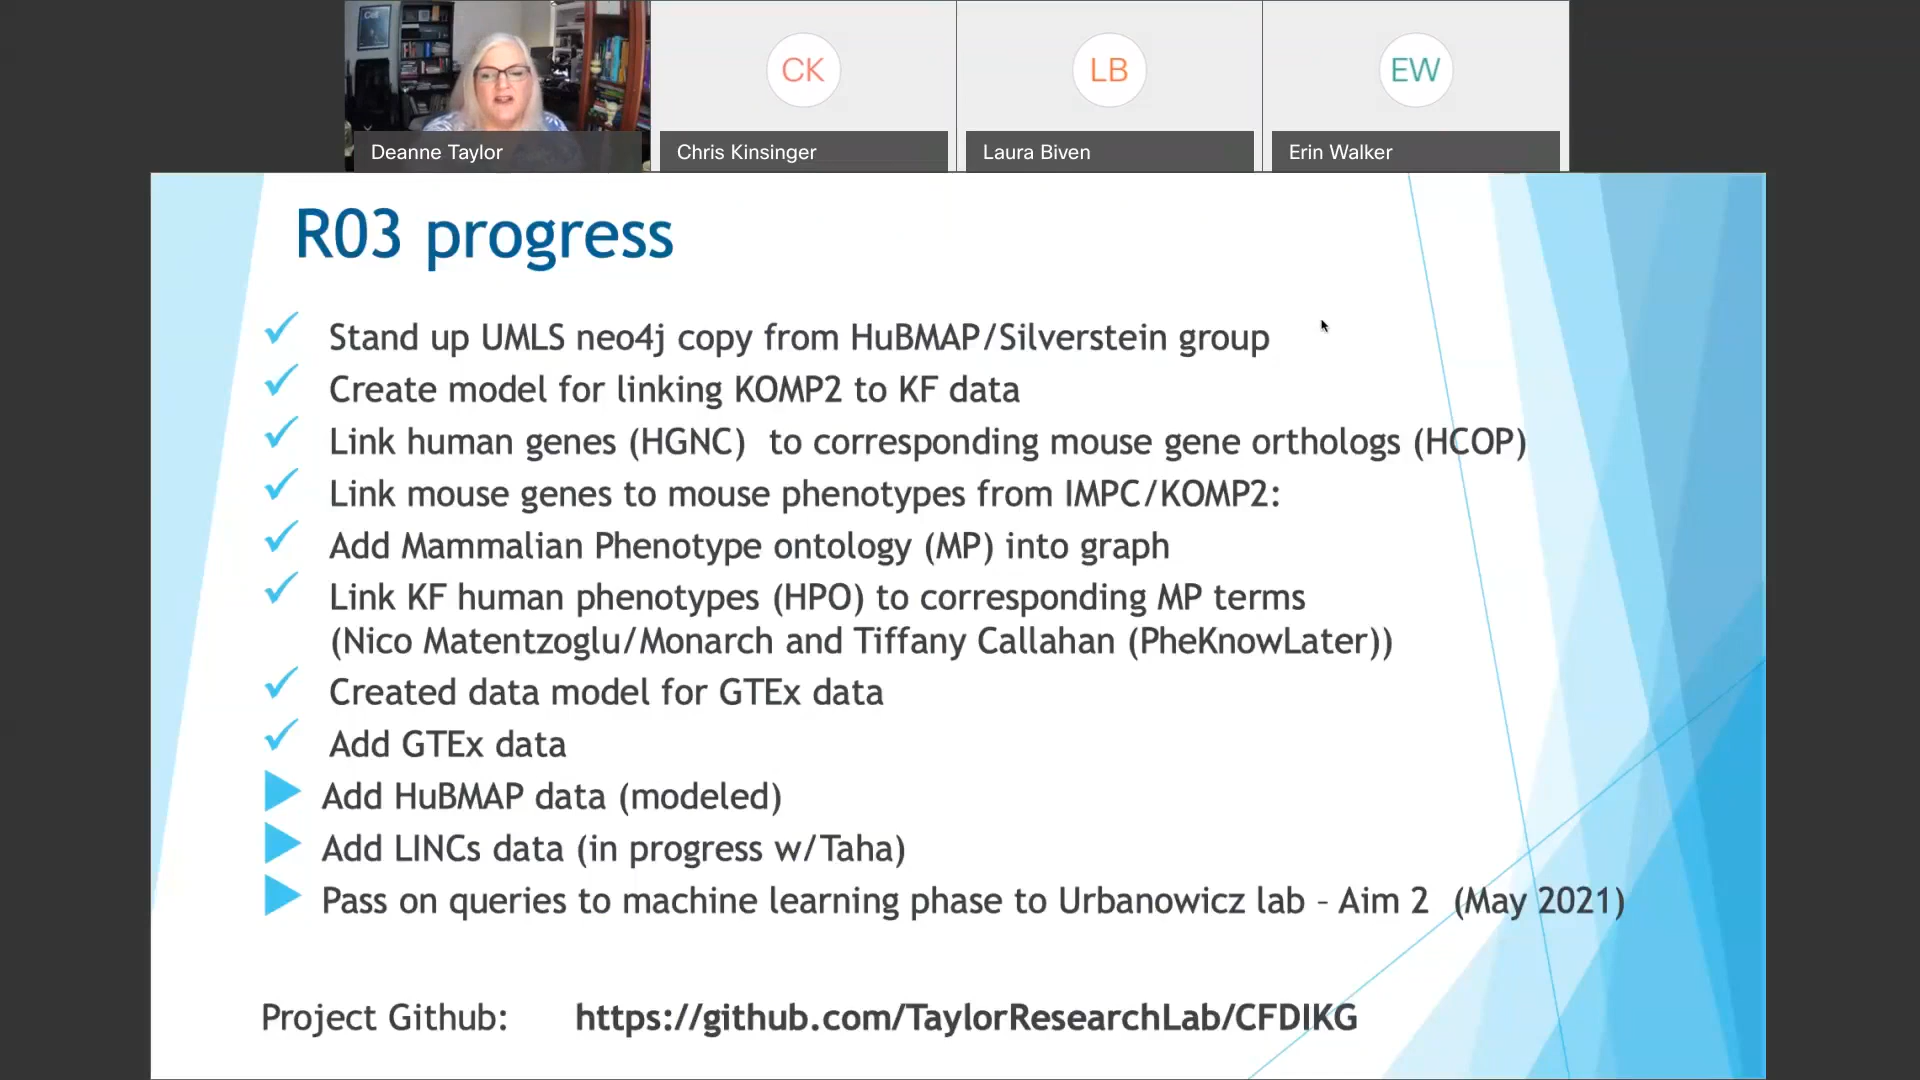 Cell
CK
LB
EW
Deanne Taylor
Chris Kinsinger
Laura Biven
Erin Walker
R03 progress
Stand up UMLS neo4j copy from HuBMAP/Silverstein group
Create model for linking KOMP2 to KF data
Link human genes (HGNC)  to corresponding mouse gene orthologs (HCOP)
Link mouse genes to mouse phenotypes from IMPC/KOMP2:
Add Mammalian Phenotype ontology (MP) into graph
Link KF human phenotypes (HPO) to corresponding MP terms
(Nico Matentzoglu/Monarch and Tiffany Callahan (PheKnowLater))
Created data model for GTEx data
Add GTEx data
Add HuBMAP data (modeled)
Add LINCs data (in progress w/Taha)
Pass on queries to machine learning phase to Urbanowicz lab – Aim 2  (May 2021)
Project Github: https://github.com/TaylorResearchLab/CFDIKG